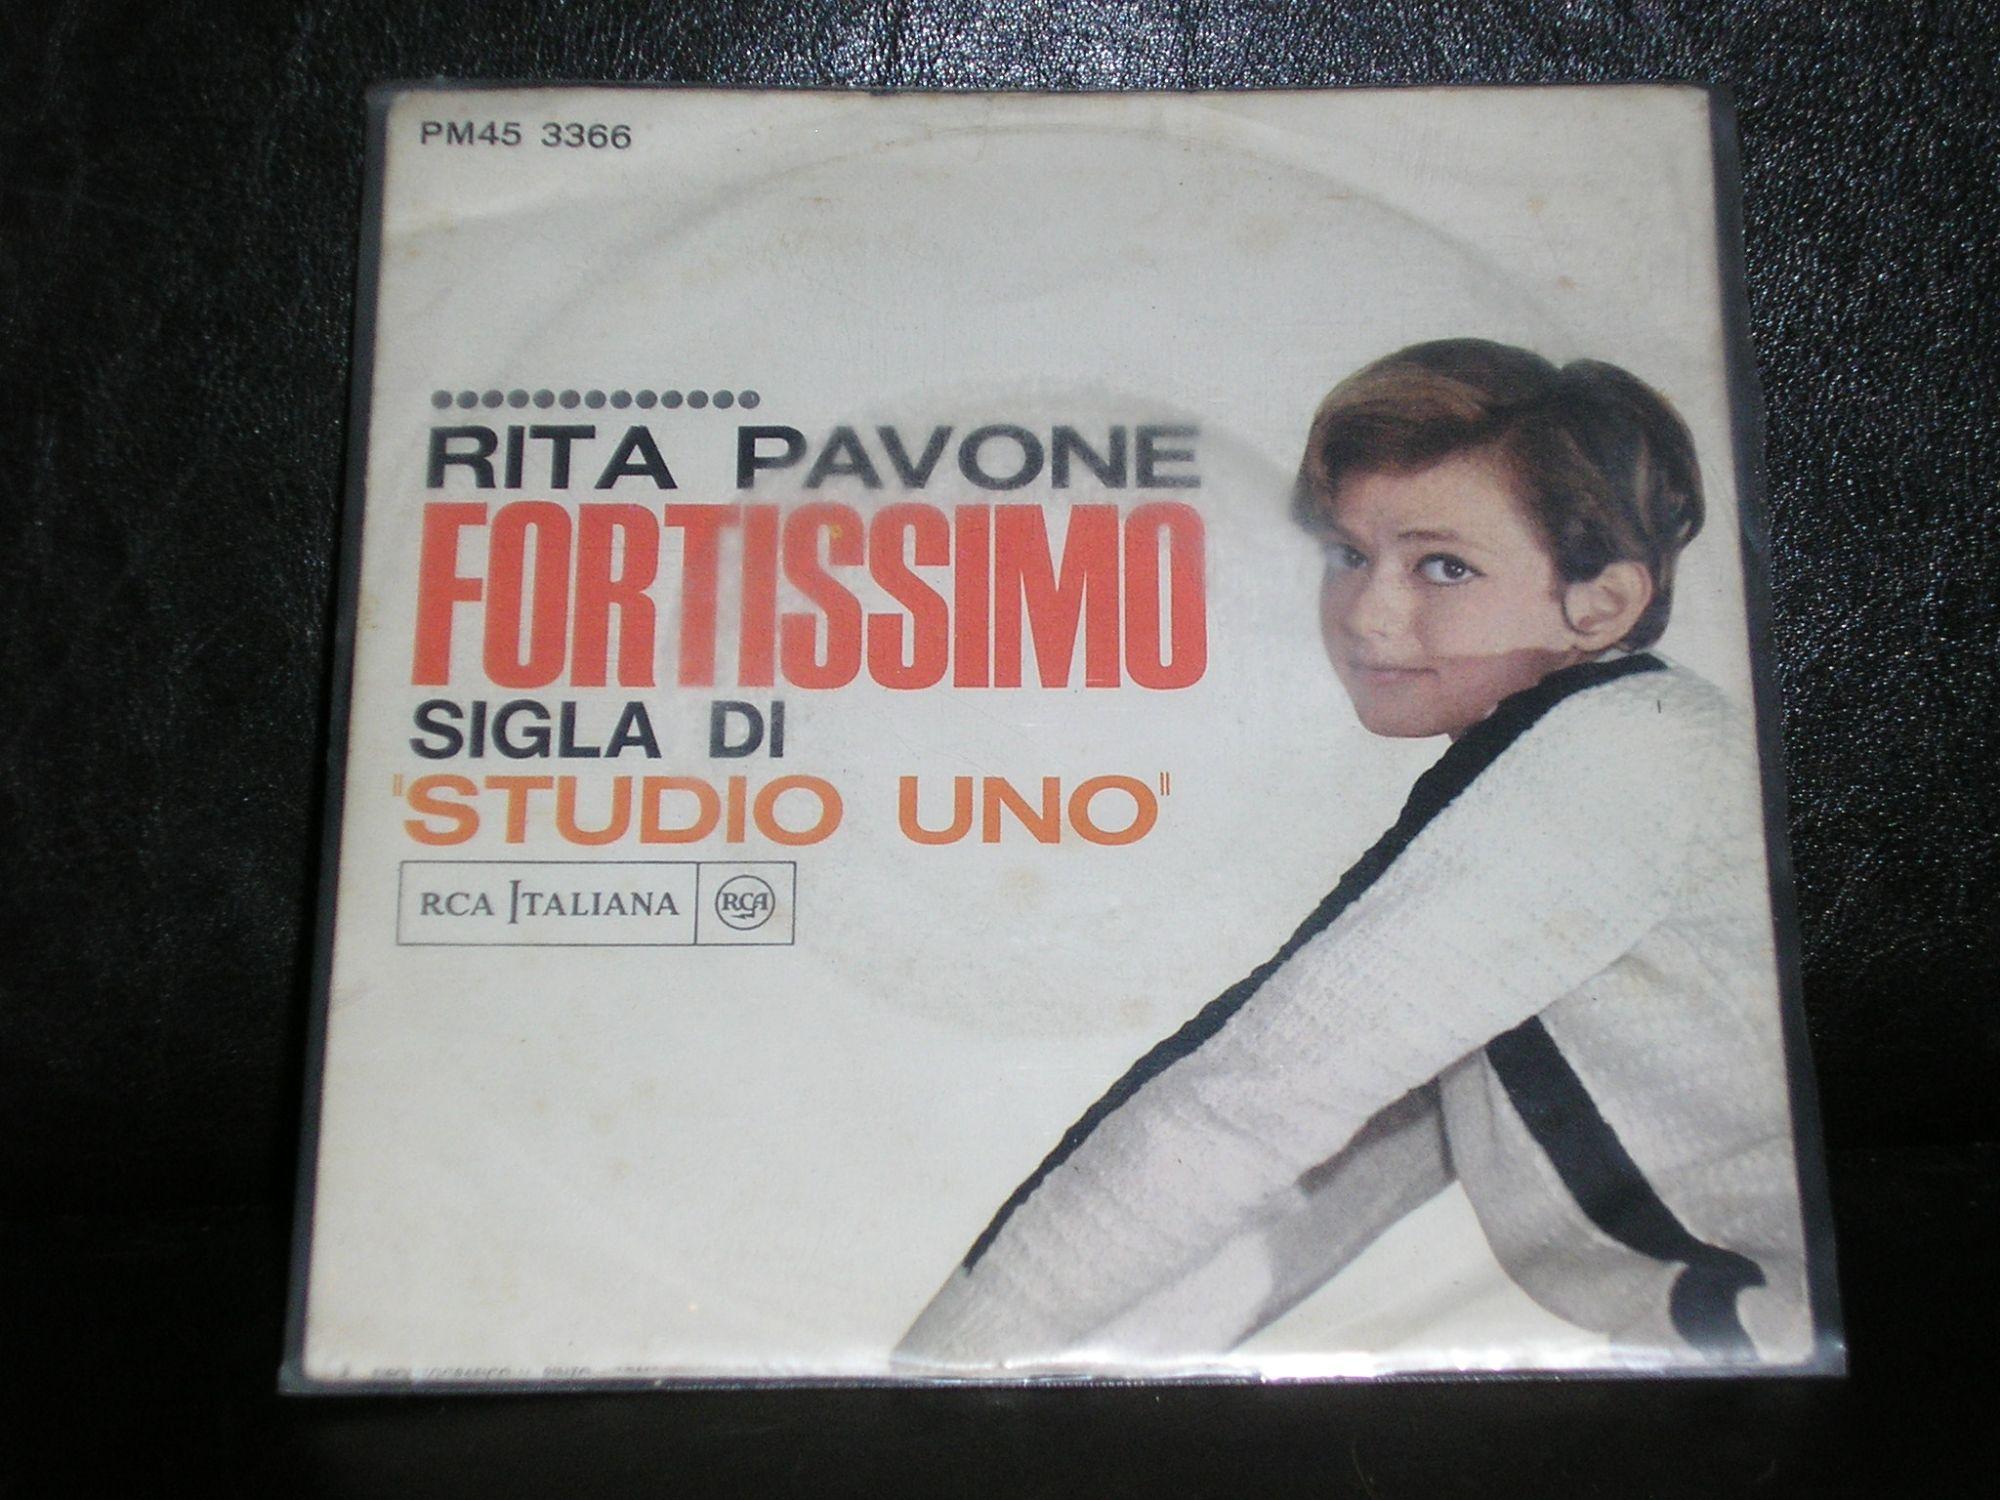 PM45 3366
RITA PAVONE
FORTISSIMO
SIGLA DI
"STUDIO UNO"
RCA ITALIANA RCA